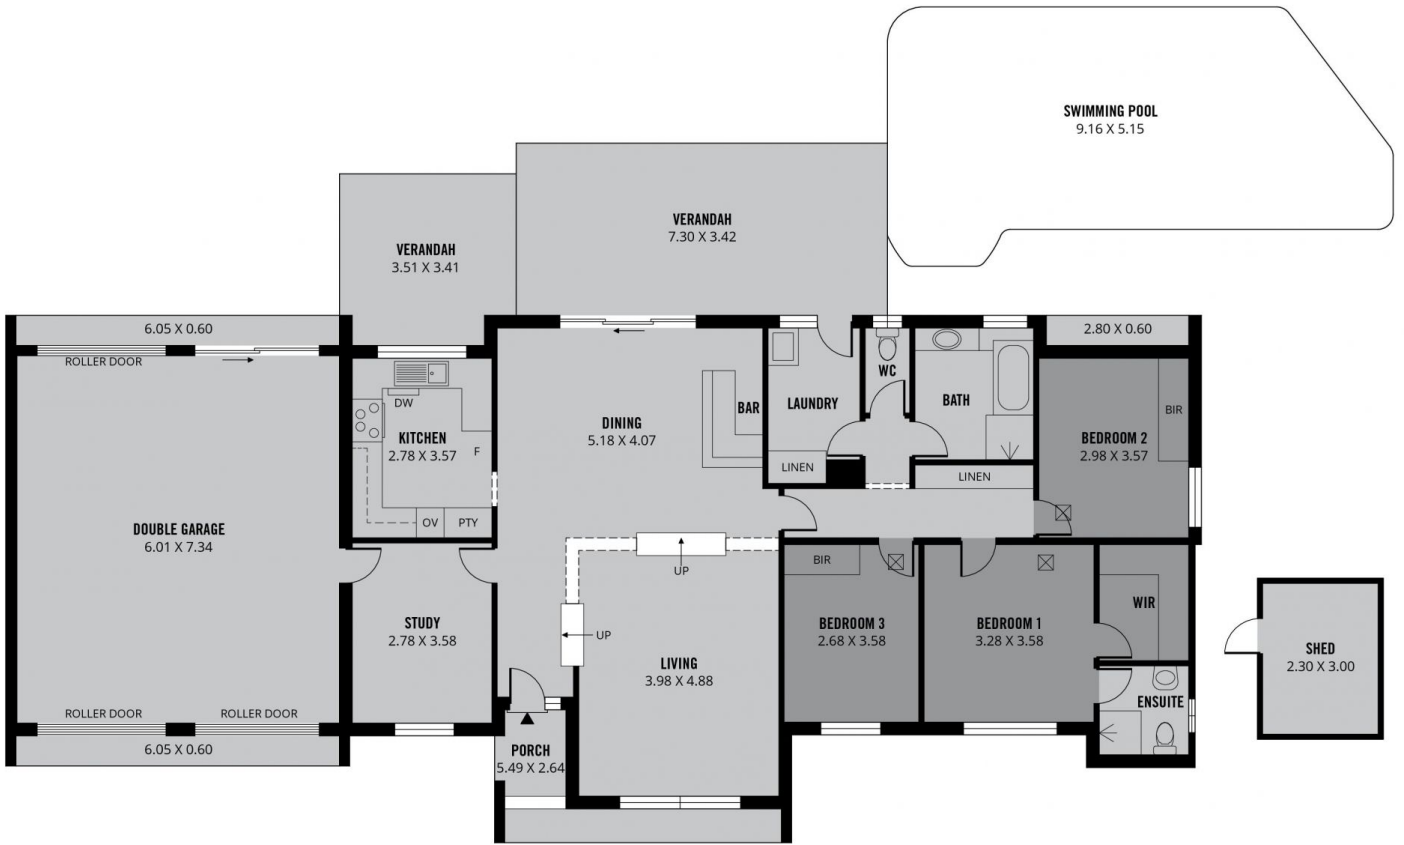 SWIMMING POOL
9.16 X 5.15
VERANDAH
7.30 X 3.42
VERANDAH
3.51 X 3.41
6.05 X 0.60
2.80 X 0.60
ROLLER DOOR
DW
KITCHEN
2.78 X 3.57
F
OV
PTY
DINING
5.18 X 4.07
BAR
LAUNDRY
LINEN
WC
BATH
LINEN
BEDROOM 2
2.98 X 3.57
BIR
DOUBLE GARAGE
6.01 X 7.34
UP
UP
BIR
STUDY
2.78 X 3.58
LIVING
3.98 X 4.88
BEDROOM 3
2.68 X 3.58
BEDROOM 1
3.28 X 3.58
WIR
SHED
2.30 X 3.00
ENSUITE
ROLLER DOOR
ROLLER DOOR
6.05 X 0.60
PORCH
5.49 X 2.64